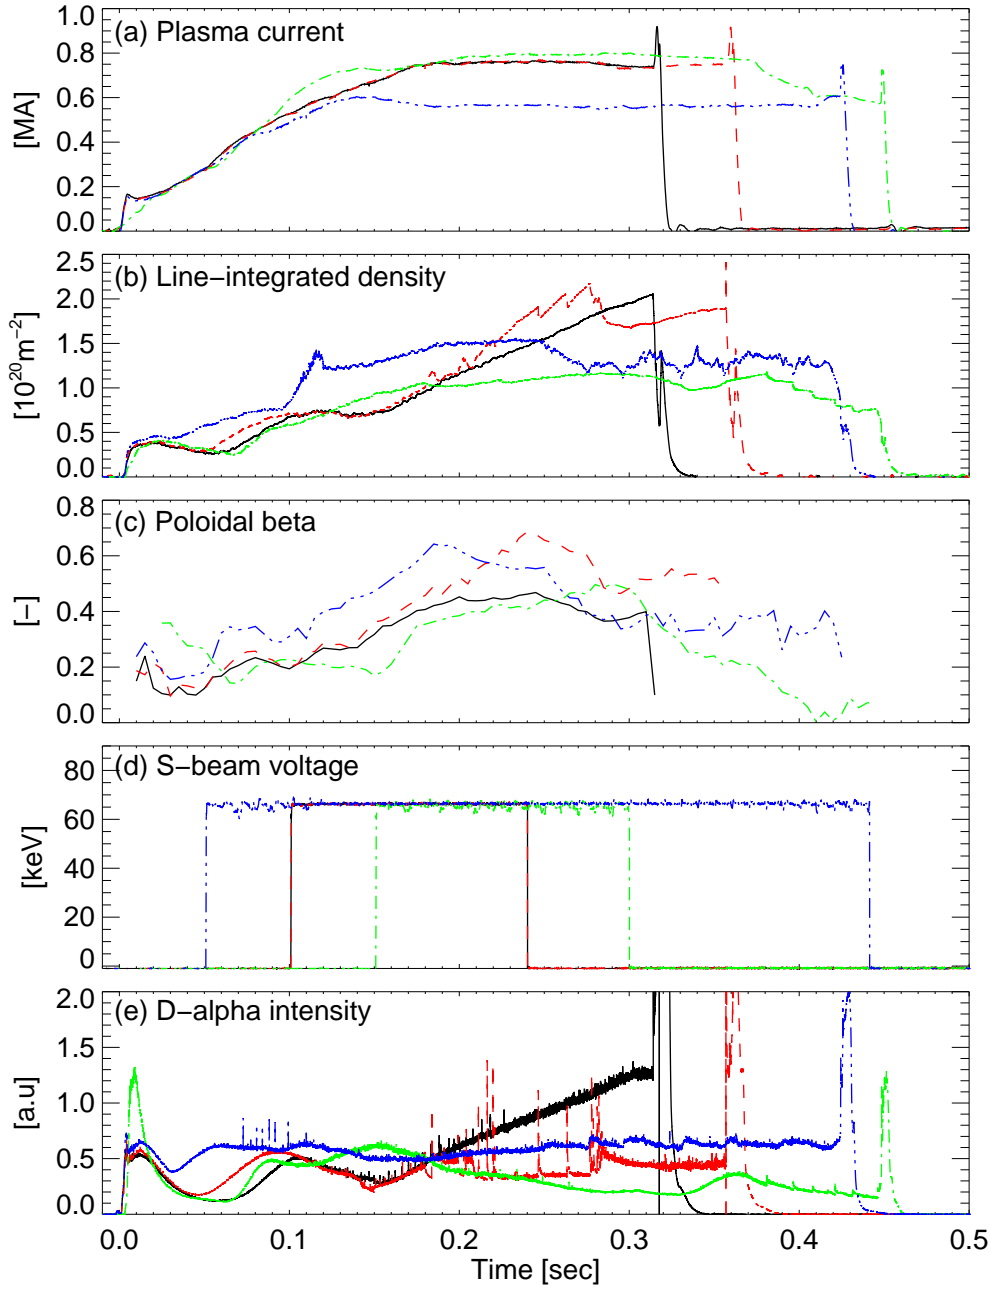 (a) Plasma current
1.0
0.8
0.6
0.4
0.2
0.0
[MA]
(b) Line−integrated density
2.5
2.0
1.5
1.0
0.5
0.0
[10²⁰m⁻²]
(c) Poloidal beta
0.8
0.6
0.4
0.2
0.0
[−]
(d) S−beam voltage
80
60
40
20
0
[keV]
(e) D−alpha intensity
2.0
1.5
1.0
0.5
0.0
[a.u]
0.0 0.1 0.2 0.3 0.4 0.5
Time [sec]